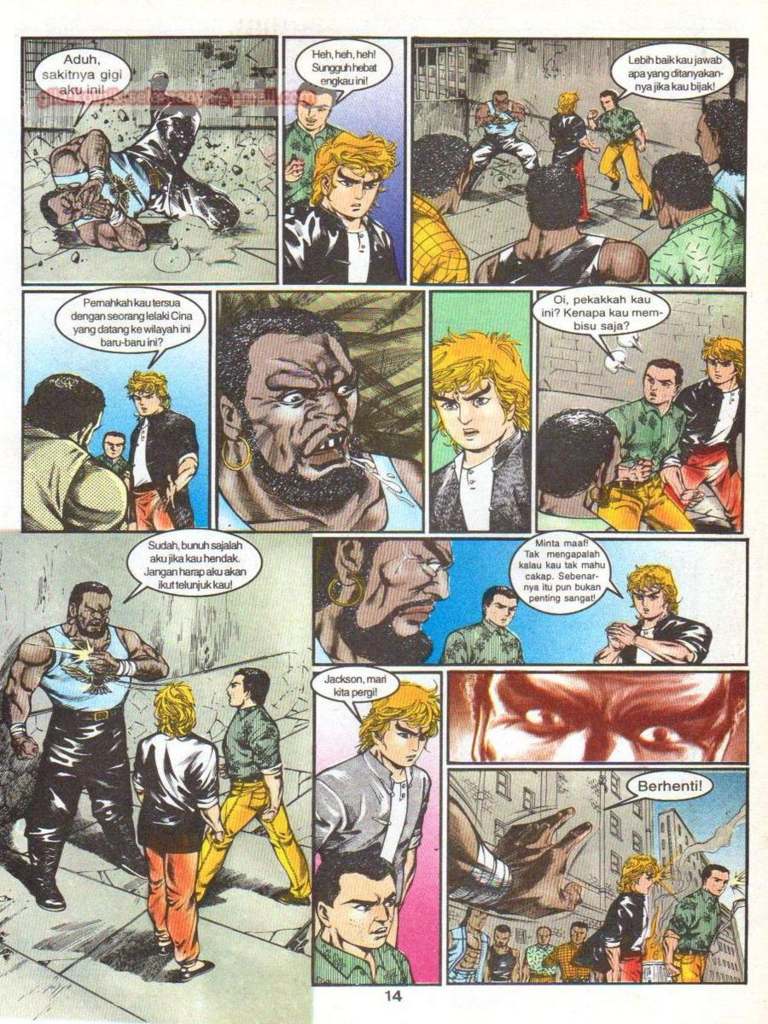 Aduh,
sakitnya gigi
aku ini!
Heh, heh, heh!
Sungguh hebat
engkau ini!
Lebih baik kau jawab
apa yang ditanyakan-
nya jika kau bijak!
Pernahkah kau tersua
dengan seorang lelaki Cina
yang datang ke wilayah ini
baru-baru ini?
Oi, pekakkah kau
ini? Kenapa kau mem-
bisu saja?
Sudah, bunuh sajalah
aku jika kau hendak.
Jangan harap aku akan
ikut telunjuk kau!
Minta maaf!
Tak mengapalah
kalau kau tak mahu
cakap. Sebenar-
nya itu pun bukan
penting sangat!
Jackson, mari
kita pergi!
Berhenti!
14